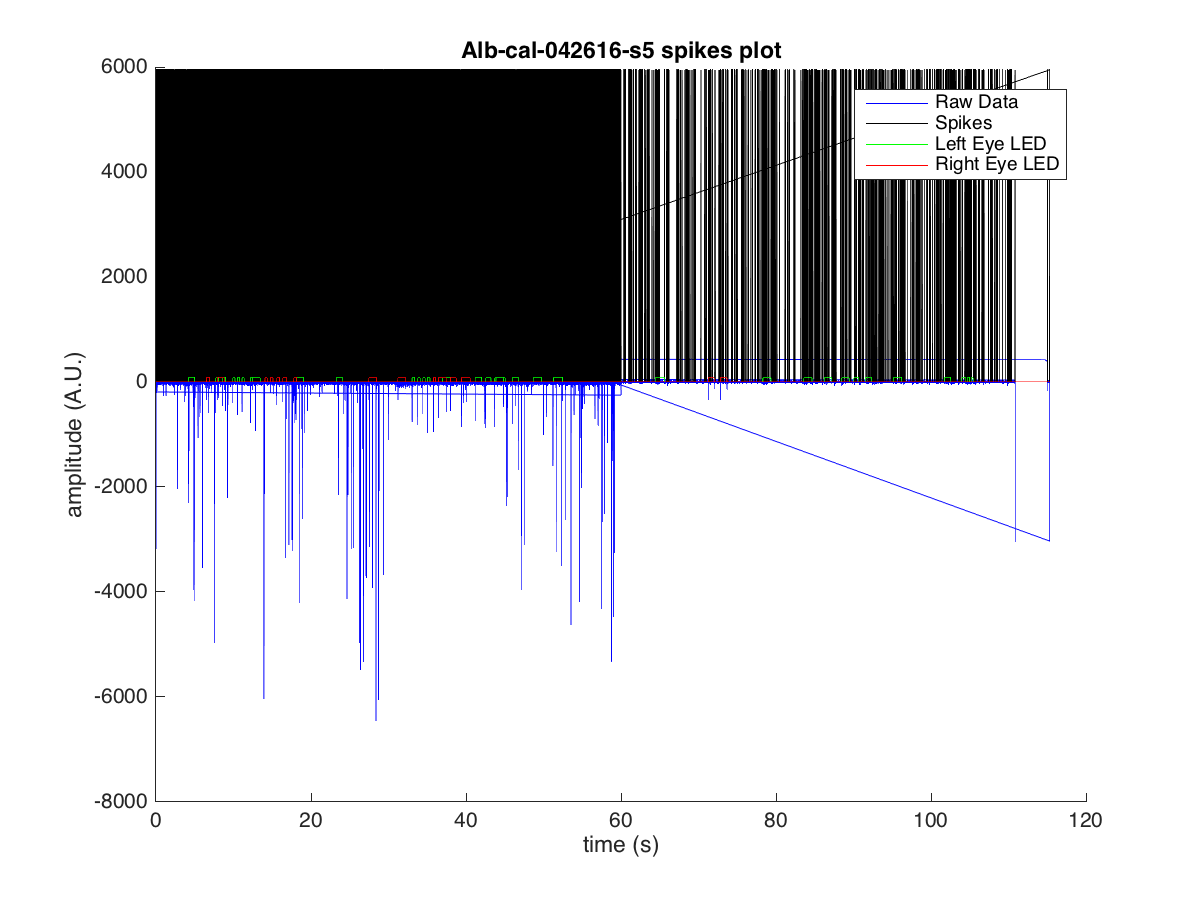 Alb-cal-042616-s5 spikes plot
6000
4000
2000
0
-2000
-4000
-6000
-8000
amplitude (A.U.)
Raw Data
Spikes
Left Eye LED
Right Eye LED
0 20 40 60 80 100 120
time (s)